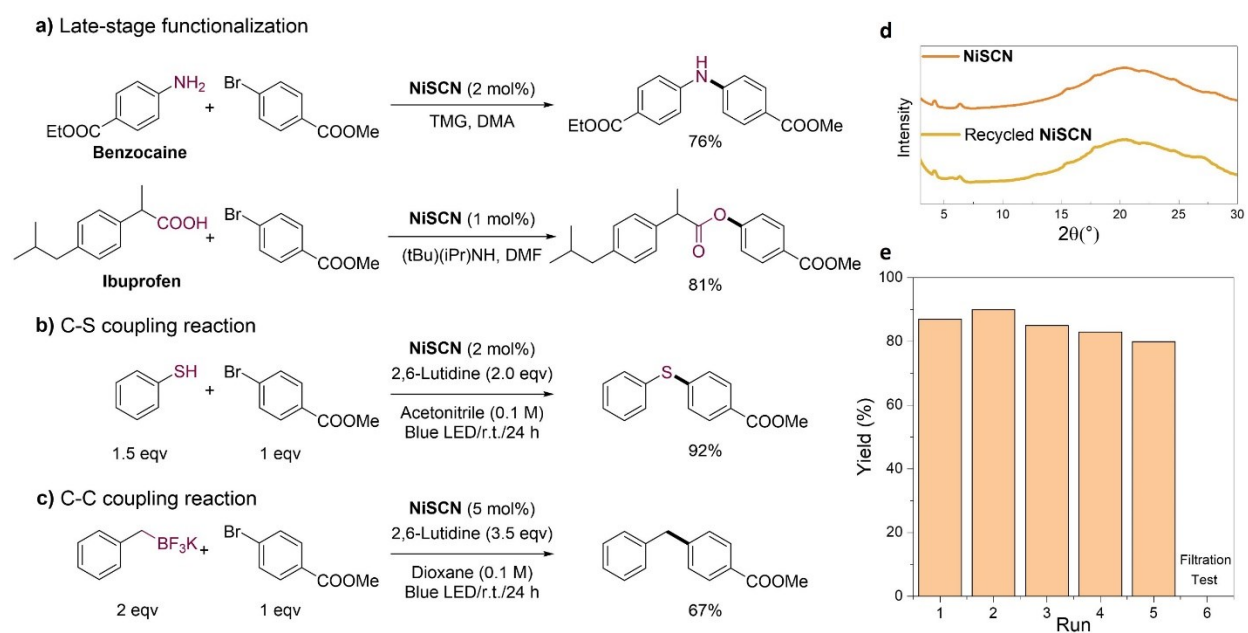 a) Late-stage functionalization
NH2
EtOOC
Benzocaine
+
Br
COOMe
NiSCN (2 mol%)
TMG, DMA
H
N
EtOOC
COOMe
76%
COOH
Ibuprofen
+
Br
COOMe
NiSCN (1 mol%)
(tBu)(iPr)NH, DMF
O
O
COOMe
81%
b) C-S coupling reaction
SH
1.5 eqv
+
Br
COOMe
1 eqv
NiSCN (2 mol%)
2,6-Lutidine (2.0 eqv)
Acetonitrile (0.1 M)
Blue LED/r.t./24 h
S
COOMe
92%
c) C-C coupling reaction
BF3K
2 eqv
+
Br
COOMe
1 eqv
NiSCN (5 mol%)
2,6-Lutidine (3.5 eqv)
Dioxane (0.1 M)
Blue LED/r.t./24 h
COOMe
67%
d
NiSCN
Recycled NiSCN
Intensity
5 10 15 20 25 30
2θ(°)
e
Yield (%)
100
80
60
40
20
0
Filtration
Test
1 2 3 4 5 6
Run